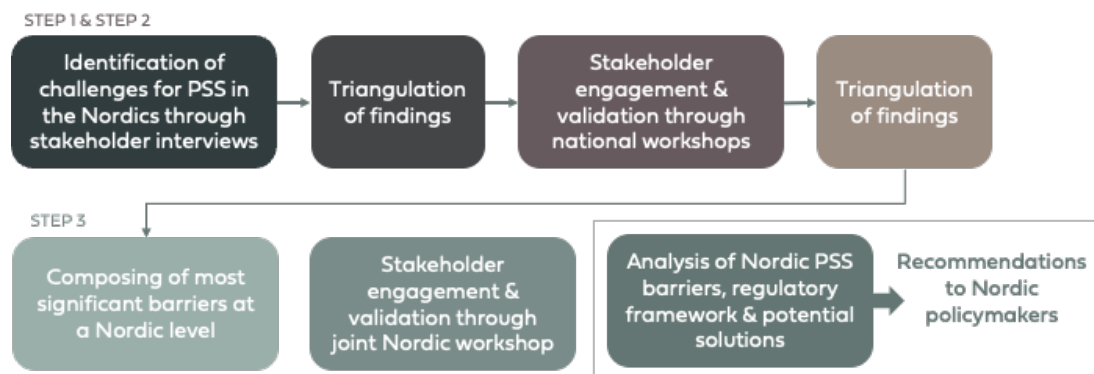 STEP 1 & STEP 2
Identification of
challenges for PSS in
the Nordics through
stakeholder interviews
Triangulation
of findings
Stakeholder
engagement &
validation through
national workshops
Triangulation
of findings
STEP 3
Composing of most
significant barriers at
a Nordic level
Stakeholder
engagement &
validation through
joint Nordic workshop
Analysis of Nordic PSS
barriers, regulatory
framework & potential
solutions
Recommendations
to Nordic
policymakers